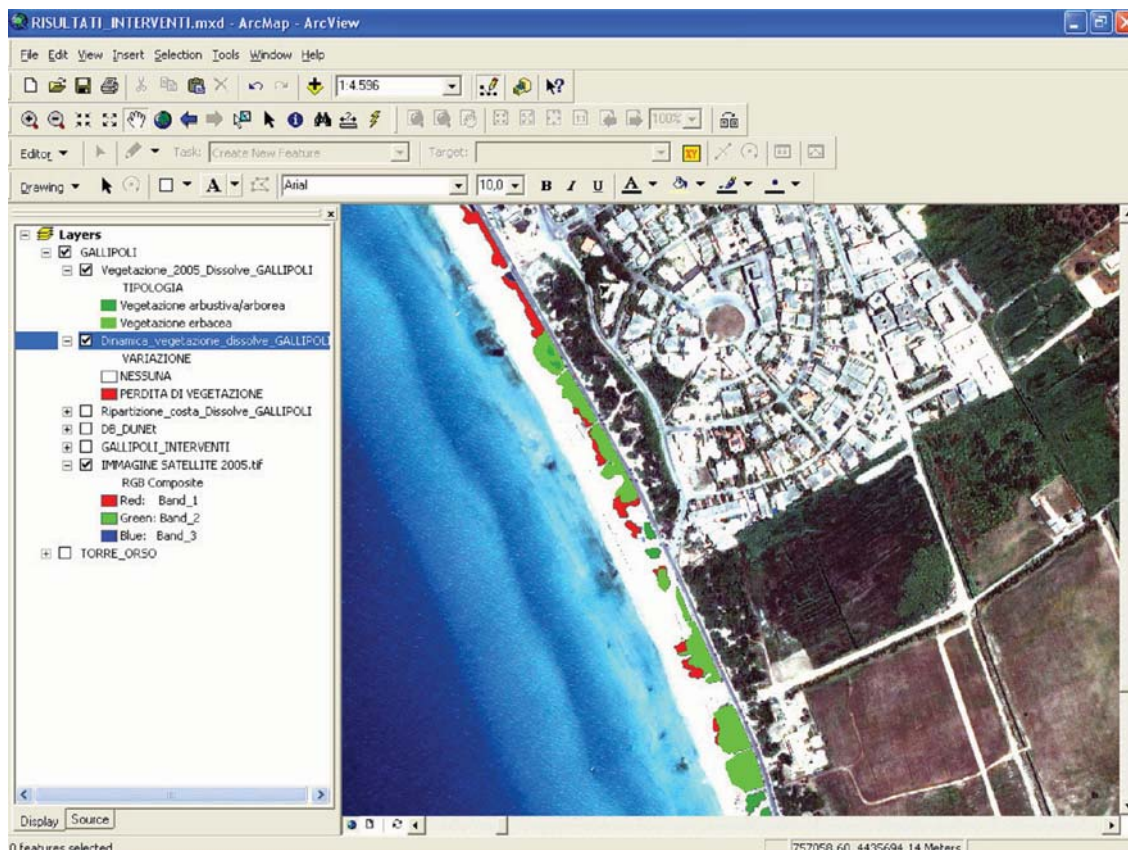 RISULTATI_INTERVENTI.mxd - ArcMap - ArcView
File Edit View Insert Selection Tools Window Help
1:4.596
100%
Editor Task: Create New Feature Target:
Drawing A Arial 10,0 B I U A
Layers
GALLIPOLI
Vegetazione_2005_Dissolve_GALLIPOLI
TIPOLOGIA
Vegetazione arbustiva/arborea
Vegetazione erbacea
Dinamica_vegetazione_dissolve_GALLIPOLI
VARIAZIONE
NESSUNA
PERDITA DI VEGETAZIONE
Ripartizione_costa_Dissolve_GALLIPOLI
DB_DUNEt
GALLIPOLI_INTERVENTI
IMMAGINE SATELLITE 2005.tif
RGB Composite
Red: Band_1
Green: Band_2
Blue: Band_3
TORRE_ORSO
Display Source
0 features selected 757058,60 4435694,14 Meters